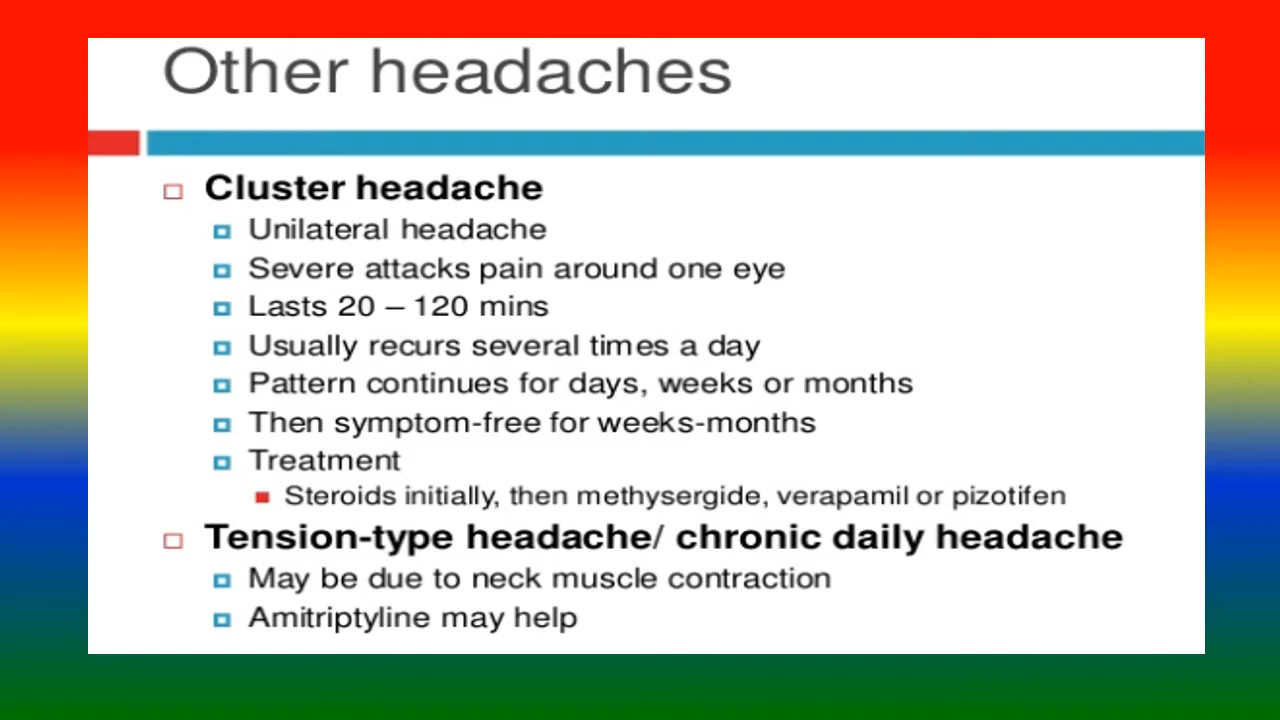 Other headaches
Cluster headache
Unilateral headache
Severe attacks pain around one eye
Lasts 20 – 120 mins
Usually recurs several times a day
Pattern continues for days, weeks or months
Then symptom-free for weeks-months
Treatment
Steroids initially, then methysergide, verapamil or pizotifen
Tension-type headache/ chronic daily headache
May be due to neck muscle contraction
Amitriptyline may help